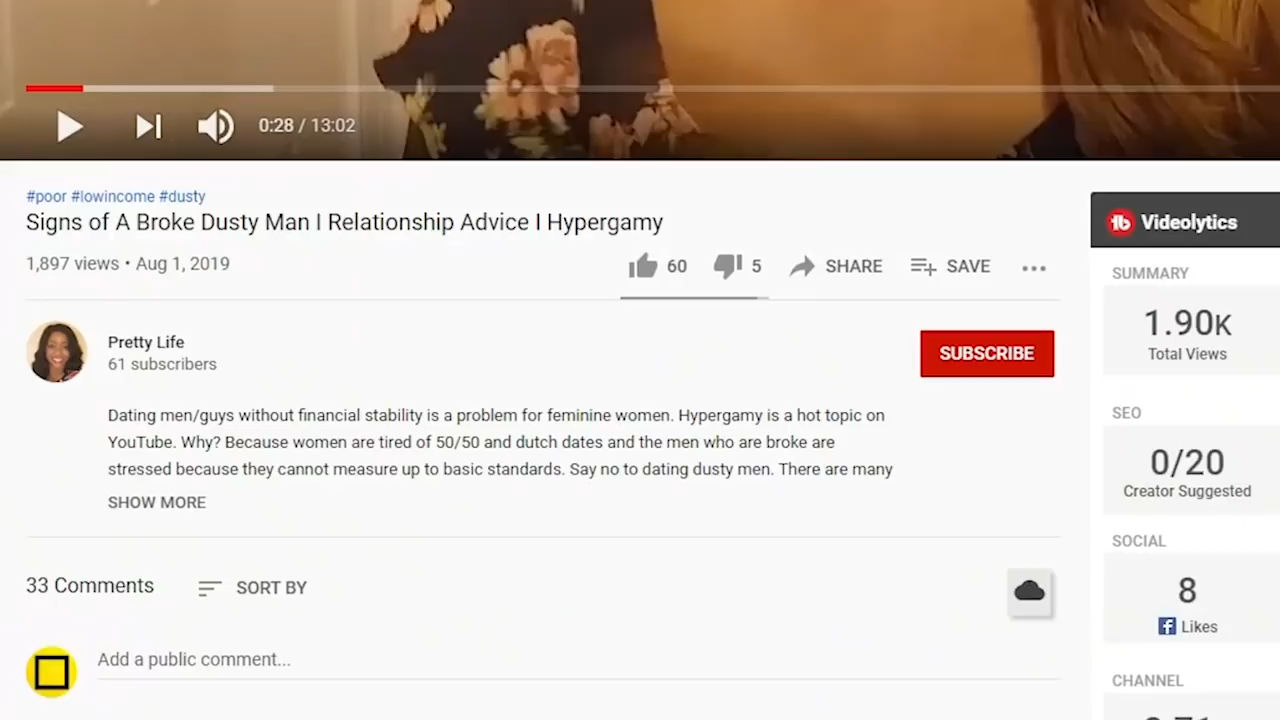 0:28 / 13:02
#poor #lowincome #dusty
Signs of A Broke Dusty Man I Relationship Advice I Hypergamy
1,897 views • Aug 1, 2019
60
5
SHARE
SAVE
Pretty Life
61 subscribers
SUBSCRIBE
Dating men/guys without financial stability is a problem for feminine women. Hypergamy is a hot topic on
YouTube. Why? Because women are tired of 50/50 and dutch dates and the men who are broke are
stressed because they cannot measure up to basic standards. Say no to dating dusty men. There are many
SHOW MORE
33 Comments
SORT BY
Add a public comment...
Videolytics
SUMMARY
1.90K
Total Views
SEO
0/20
Creator Suggested
SOCIAL
8
Likes
CHANNEL